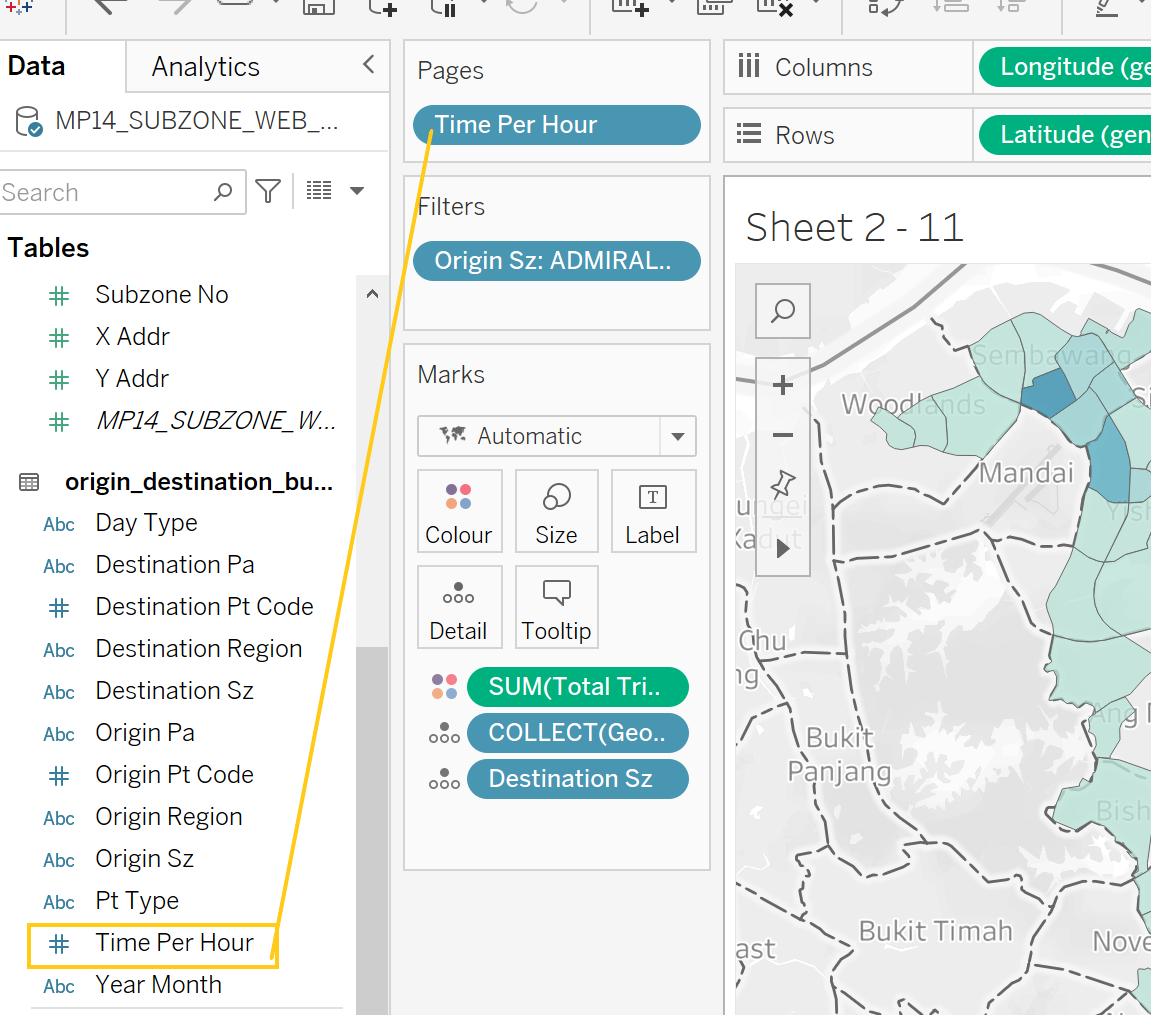 Data
Analytics
MP14_SUBZONE_WEB_...
Search
Tables
Subzone No
X Addr
Y Addr
MP14_SUBZONE_W...
origin_destination_bu...
Abc Day Type
Abc Destination Pa
Destination Pt Code
Abc Destination Region
Abc Destination Sz
Abc Origin Pa
Origin Pt Code
Abc Origin Region
Abc Origin Sz
Abc Pt Type
Time Per Hour
Abc Year Month
Pages
Time Per Hour
Filters
Origin Sz: ADMIRAL..
Marks
Automatic
Colour
Size
T
Label
Detail
Tooltip
SUM(Total Tri..
COLLECT(Geo..
Destination Sz
Columns
Longitude (ge
Rows
Latitude (gen
Sheet 2 - 11
Sembawang
Woodlands
Mandai
Yish
Chu
Ang
Bukit
Panjang
Bish
Bukit Timah
Nove
ast